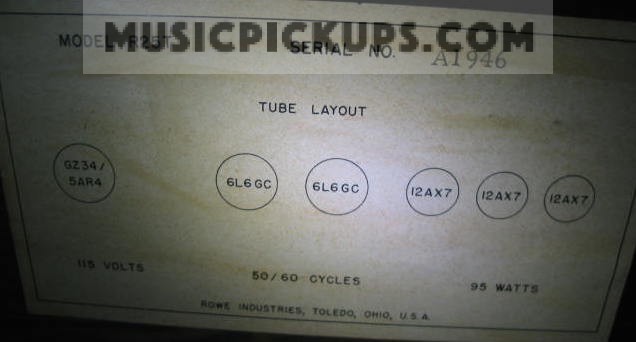 MUSICPICKUPS.COM
MODEL R25T SERIAL NO. A1946
TUBE LAYOUT
GZ34/
5AR4
6L6GC 6L6GC 12AX7 12AX7 12AX7
115 VOLTS 50/60 CYCLES 95 WATTS
ROWE INDUSTRIES, TOLEDO, OHIO, U.S.A.